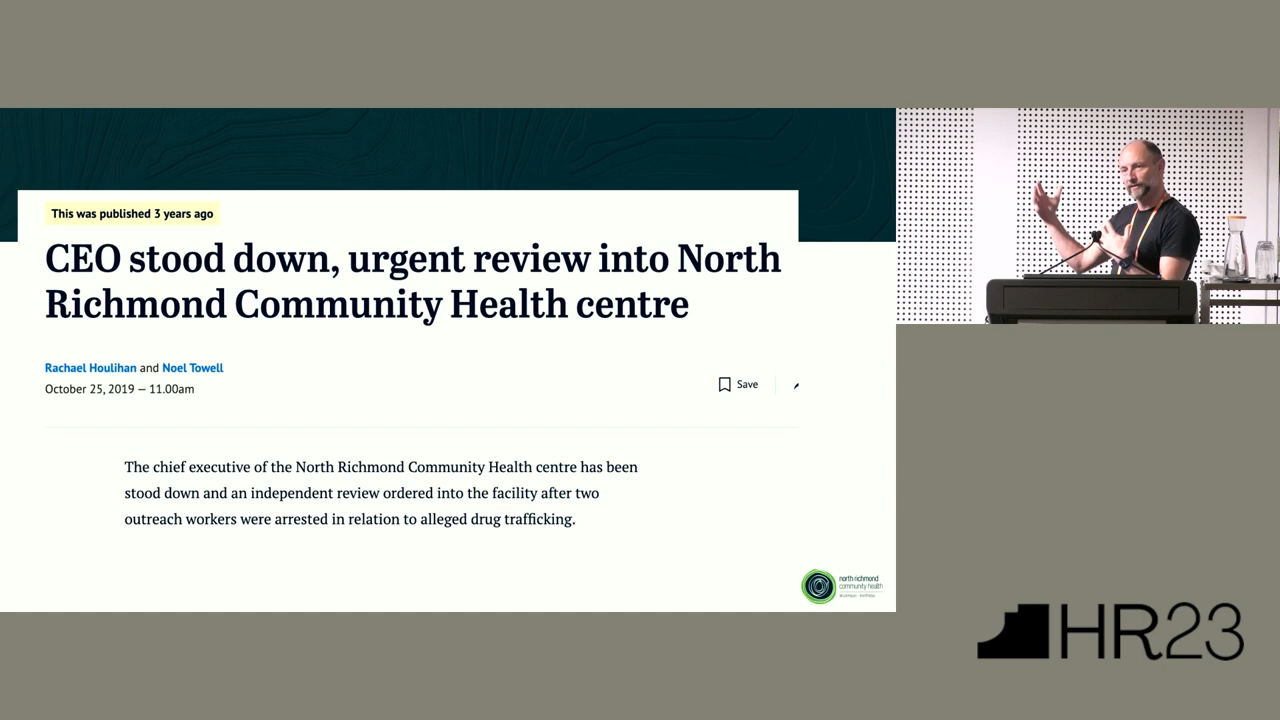 This was published 3 years ago
CEO stood down, urgent review into North
Richmond Community Health centre
Rachael Houlihan and Noel Towell
October 25, 2019 — 11.00am
Save
The chief executive of the North Richmond Community Health centre has been
stood down and an independent review ordered into the facility after two
outreach workers were arrested in relation to alleged drug trafficking.
north richmond
community health
HR23